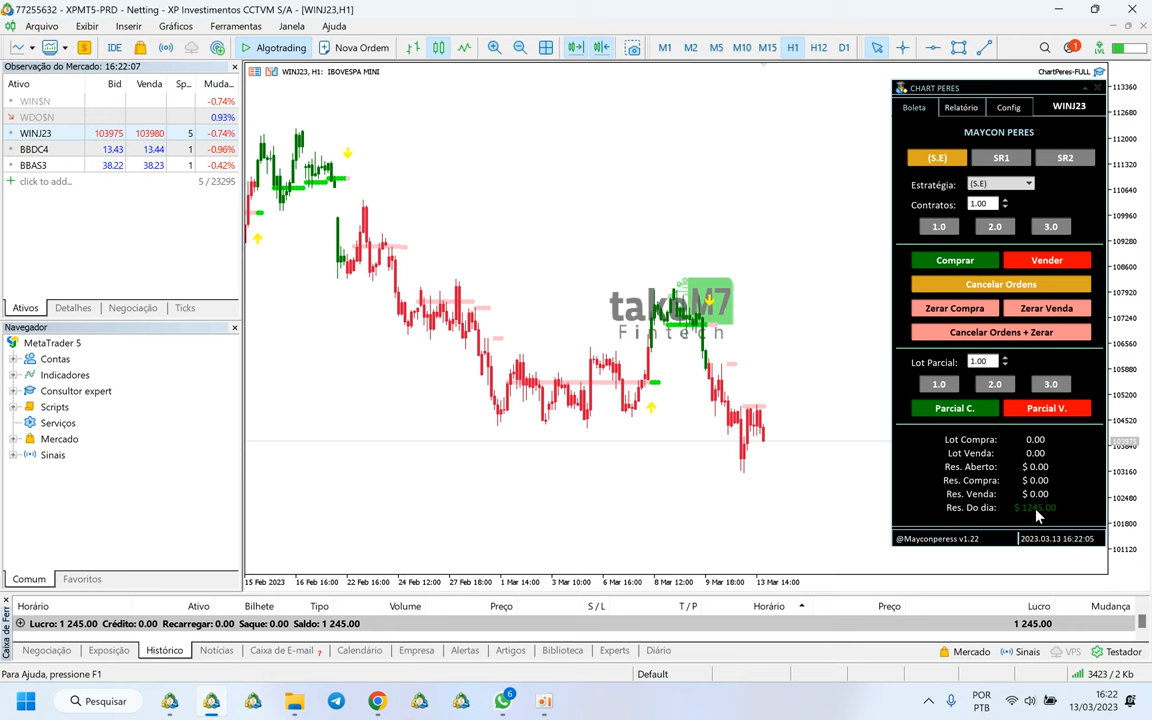 77255632 - XPMT5-PRD - Netting - XP Investimentos CCTVM S/A - [WINJ23,H1]
Arquivo Exibir Inserir Gráficos Ferramentas Janela Ajuda
IDE Algotrading Nova Ordem M1 M2 M5 M10 M15 H1 H12 D1 1 LVL
Observação do Mercado: 16:22:07
Ativo Bid Venda Sp... Muda...
WIN$N -0.74%
WDO$N 0.93%
WINJ23 103975 103980 5 -0.74%
BBDC4 13.43 13.44 1 -0.96%
BBAS3 38.22 38.23 1 -0.42%
click to add... 5 / 23295
Ativos Detalhes Negociação Ticks
Navegador
MetaTrader 5
Contas
Indicadores
Consultor expert
Scripts
Serviços
Mercado
Sinais
Comum Favoritos
WINJ23, H1: IBOVESPA MINI
ChartPeres-FULL
takeM7
Fintech
CHART PERES
Boleta Relatório Config WINJ23
MAYCON PERES
(S.E) SR1 SR2
Estratégia: (S.E)
Contratos: 1.00
1.0 2.0 3.0
Comprar Vender
Cancelar Ordens
Zerar Compra Zerar Venda
Cancelar Ordens + Zerar
Lot Parcial: 1.00
1.0 2.0 3.0
Parcial C. Parcial V.
Lot Compra: 0.00
Lot Venda: 0.00
Res. Aberto: $ 0.00
Res. Compra: $ 0.00
Res. Venda: $ 0.00
Res. Do dia: $ 1245.00
@Mayconperess v1.22 2023.03.13 16:22:05
113360
112680
112000
111320
110640
109960
109280
108600
107920
107240
106560
105880
105200
104520
103975
103160
102480
101800
101120
15 Feb 2023 16 Feb 16:00 22 Feb 16:00 24 Feb 12:00 27 Feb 18:00 1 Mar 14:00 3 Mar 10:00 6 Mar 16:00 8 Mar 12:00 9 Mar 18:00 13 Mar 14:00
Horário Ativo Bilhete Tipo Volume Preço S / L T / P Horário Preço Lucro Mudança
Lucro: 1 245.00 Crédito: 0.00 Recarregar: 0.00 Saque: 0.00 Saldo: 1 245.00 1 245.00
Caixa de Ferr
Negociação Exposição Histórico Notícias Caixa de E-mail 7 Calendário Empresa Alertas Artigos Biblioteca Experts Diário Mercado Sinais VPS Testador
Para Ajuda, pressione F1 Default 3423 / 2 Kb
Pesquisar 6 POR PTB 16:22 13/03/2023